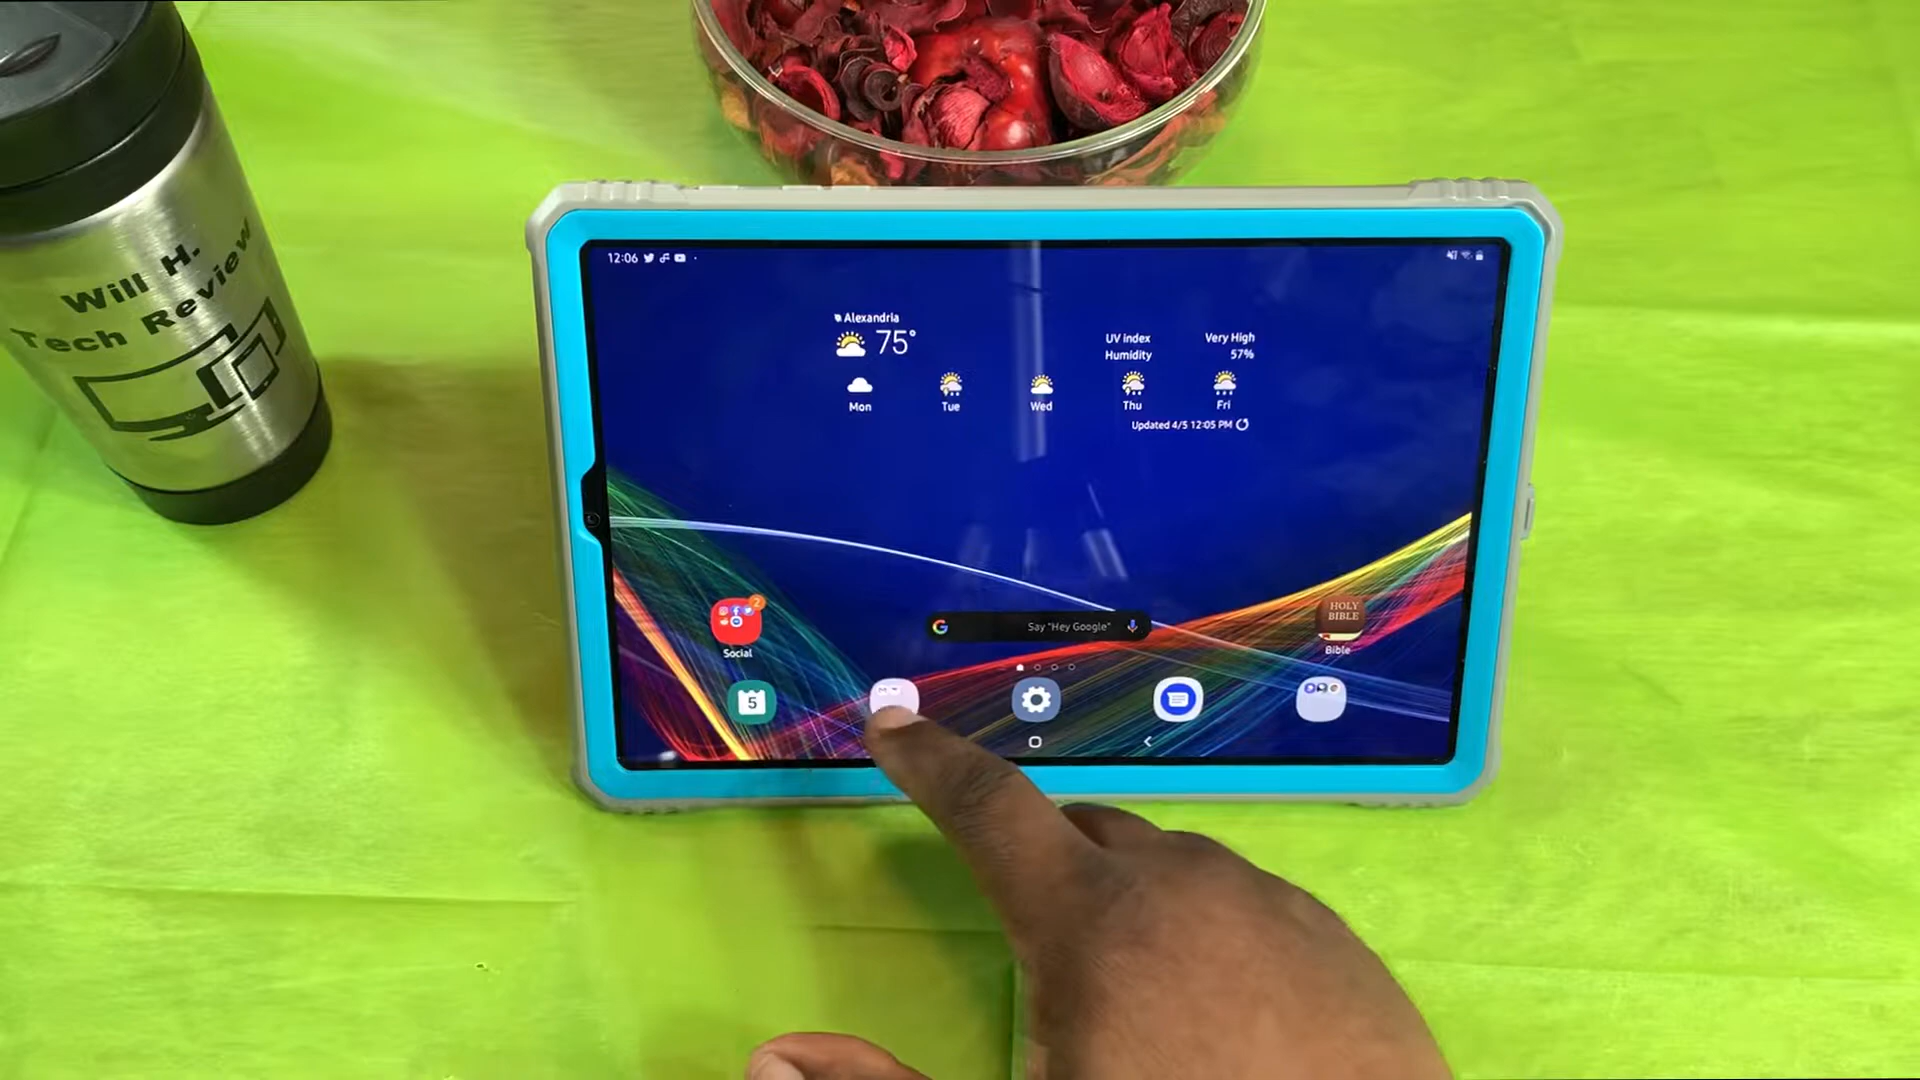 Will H.
Tech Review
12:06
Alexandria
75°
UV index Very High
Humidity 57%
Mon Tue Wed Thu Fri
Updated 4/5 12:05 PM
G Say "Hey Google"
HOLY
BIBLE
Social
Bible
5